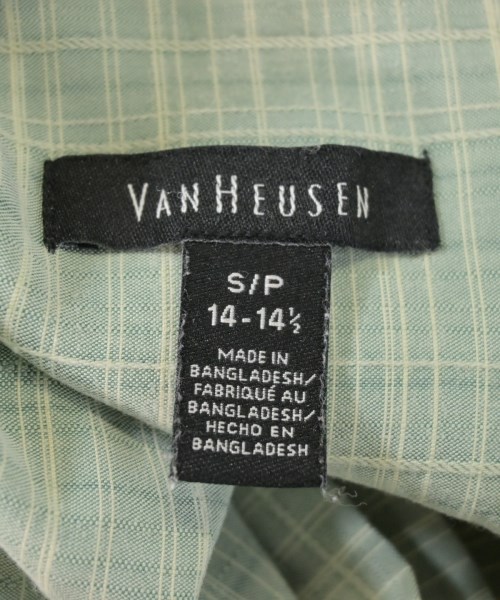 VAN HEUSEN
S/P
14-14½
MADE IN
BANGLADESH/
FABRIQUÉ AU
BANGLADESH/
HECHO EN
BANGLADESH